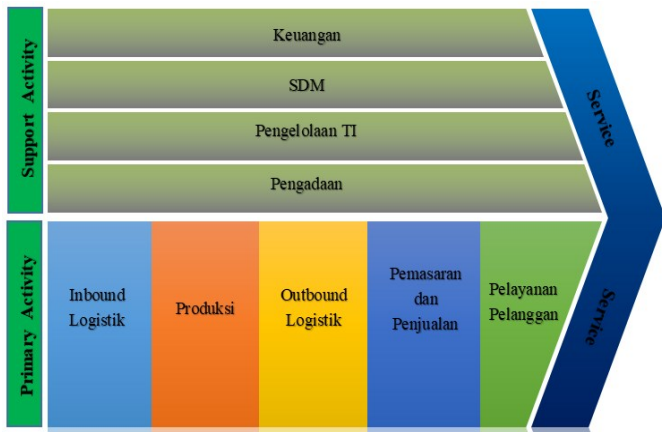 Support Activity
Keuangan
SDM
Pengelolaan TI
Pengadaan
Service
Primary Activity
Inbound
Logistik
Produksi
Outbound
Logistik
Pemasaran
dan
Penjualan
Pelayanan
Pelanggan
Service